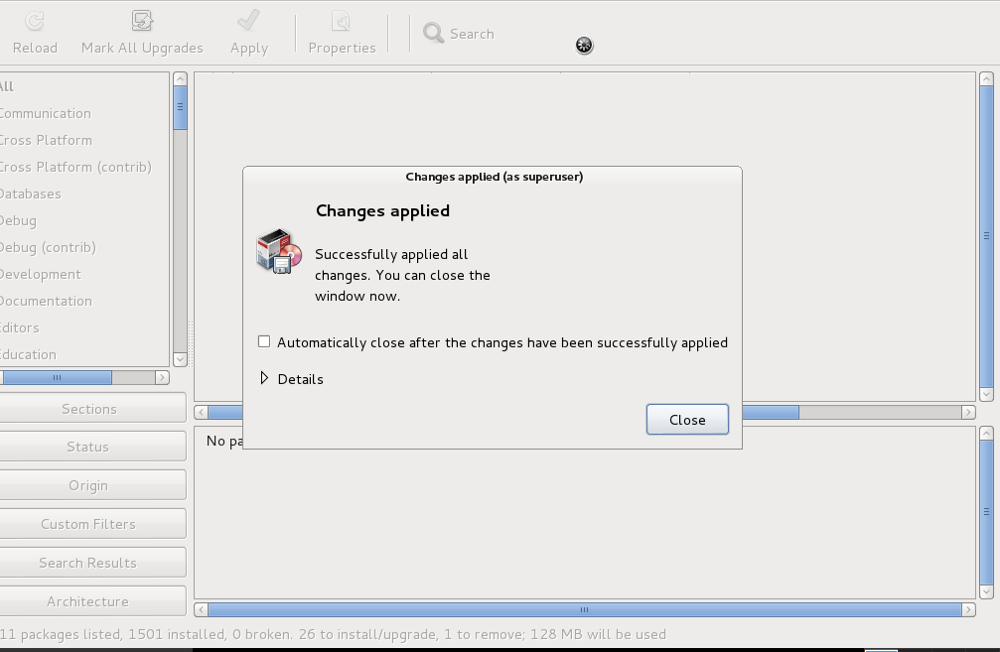 Reload
Mark All Upgrades
Apply
Properties
Search
All
Communication
Cross Platform
Cross Platform (contrib)
Databases
Debug
Debug (contrib)
Development
Documentation
Editors
Education
Sections
Status
Origin
Custom Filters
Search Results
Architecture
Changes applied (as superuser)
Changes applied
Successfully applied all
changes. You can close the
window now.
Automatically close after the changes have been successfully applied
Details
Close
No pa
11 packages listed, 1501 installed, 0 broken. 26 to install/upgrade, 1 to remove; 128 MB will be used